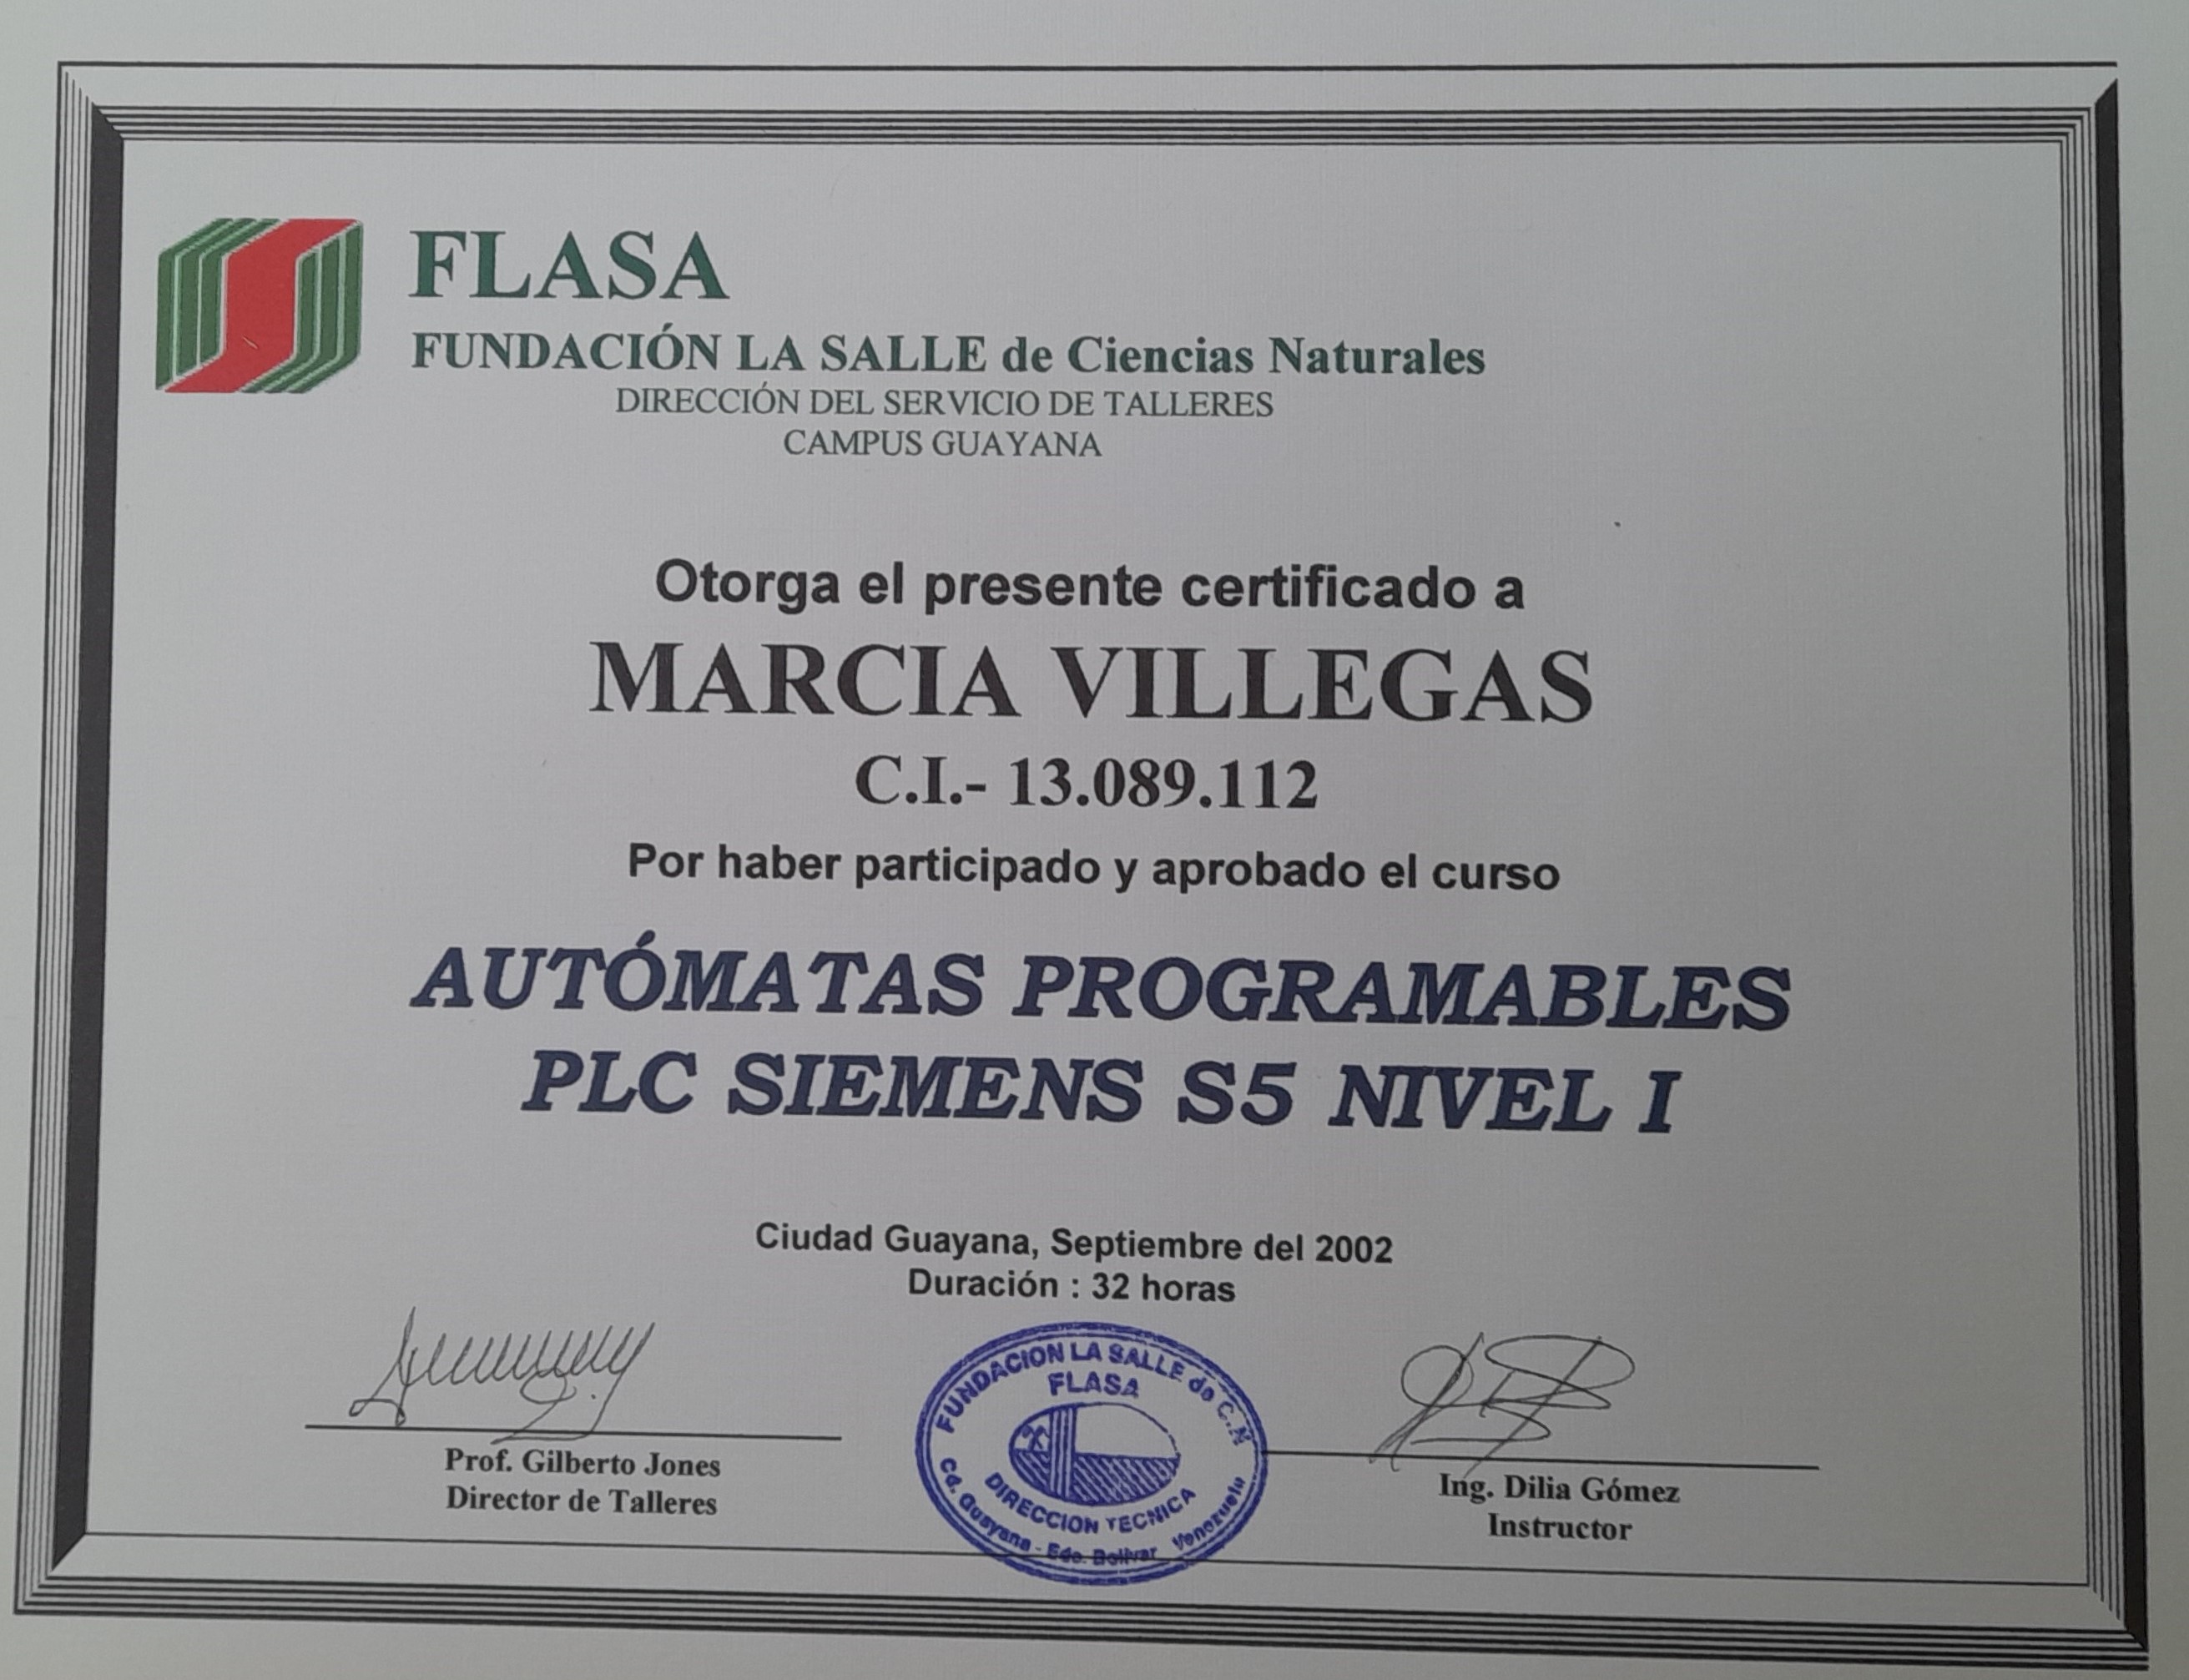 FLASA
FUNDACIÓN LA SALLE de Ciencias Naturales
DIRECCIÓN DEL SERVICIO DE TALLERES
CAMPUS GUAYANA
Otorga el presente certificado a
MARCIA VILLEGAS
C.I.- 13.089.112
Por haber participado y aprobado el curso
AUTÓMATAS PROGRAMABLES
PLC SIEMENS S5 NIVEL I
Ciudad Guayana, Septiembre del 2002
Duración : 32 horas
Prof. Gilberto Jones
Director de Talleres
FUNDACION LA SALLE de C.N
FLASA
DIRECCION TECNICA
Cd. Guayana - Edo. Bolivar Venezuela
Ing. Dilia Gómez
Instructor